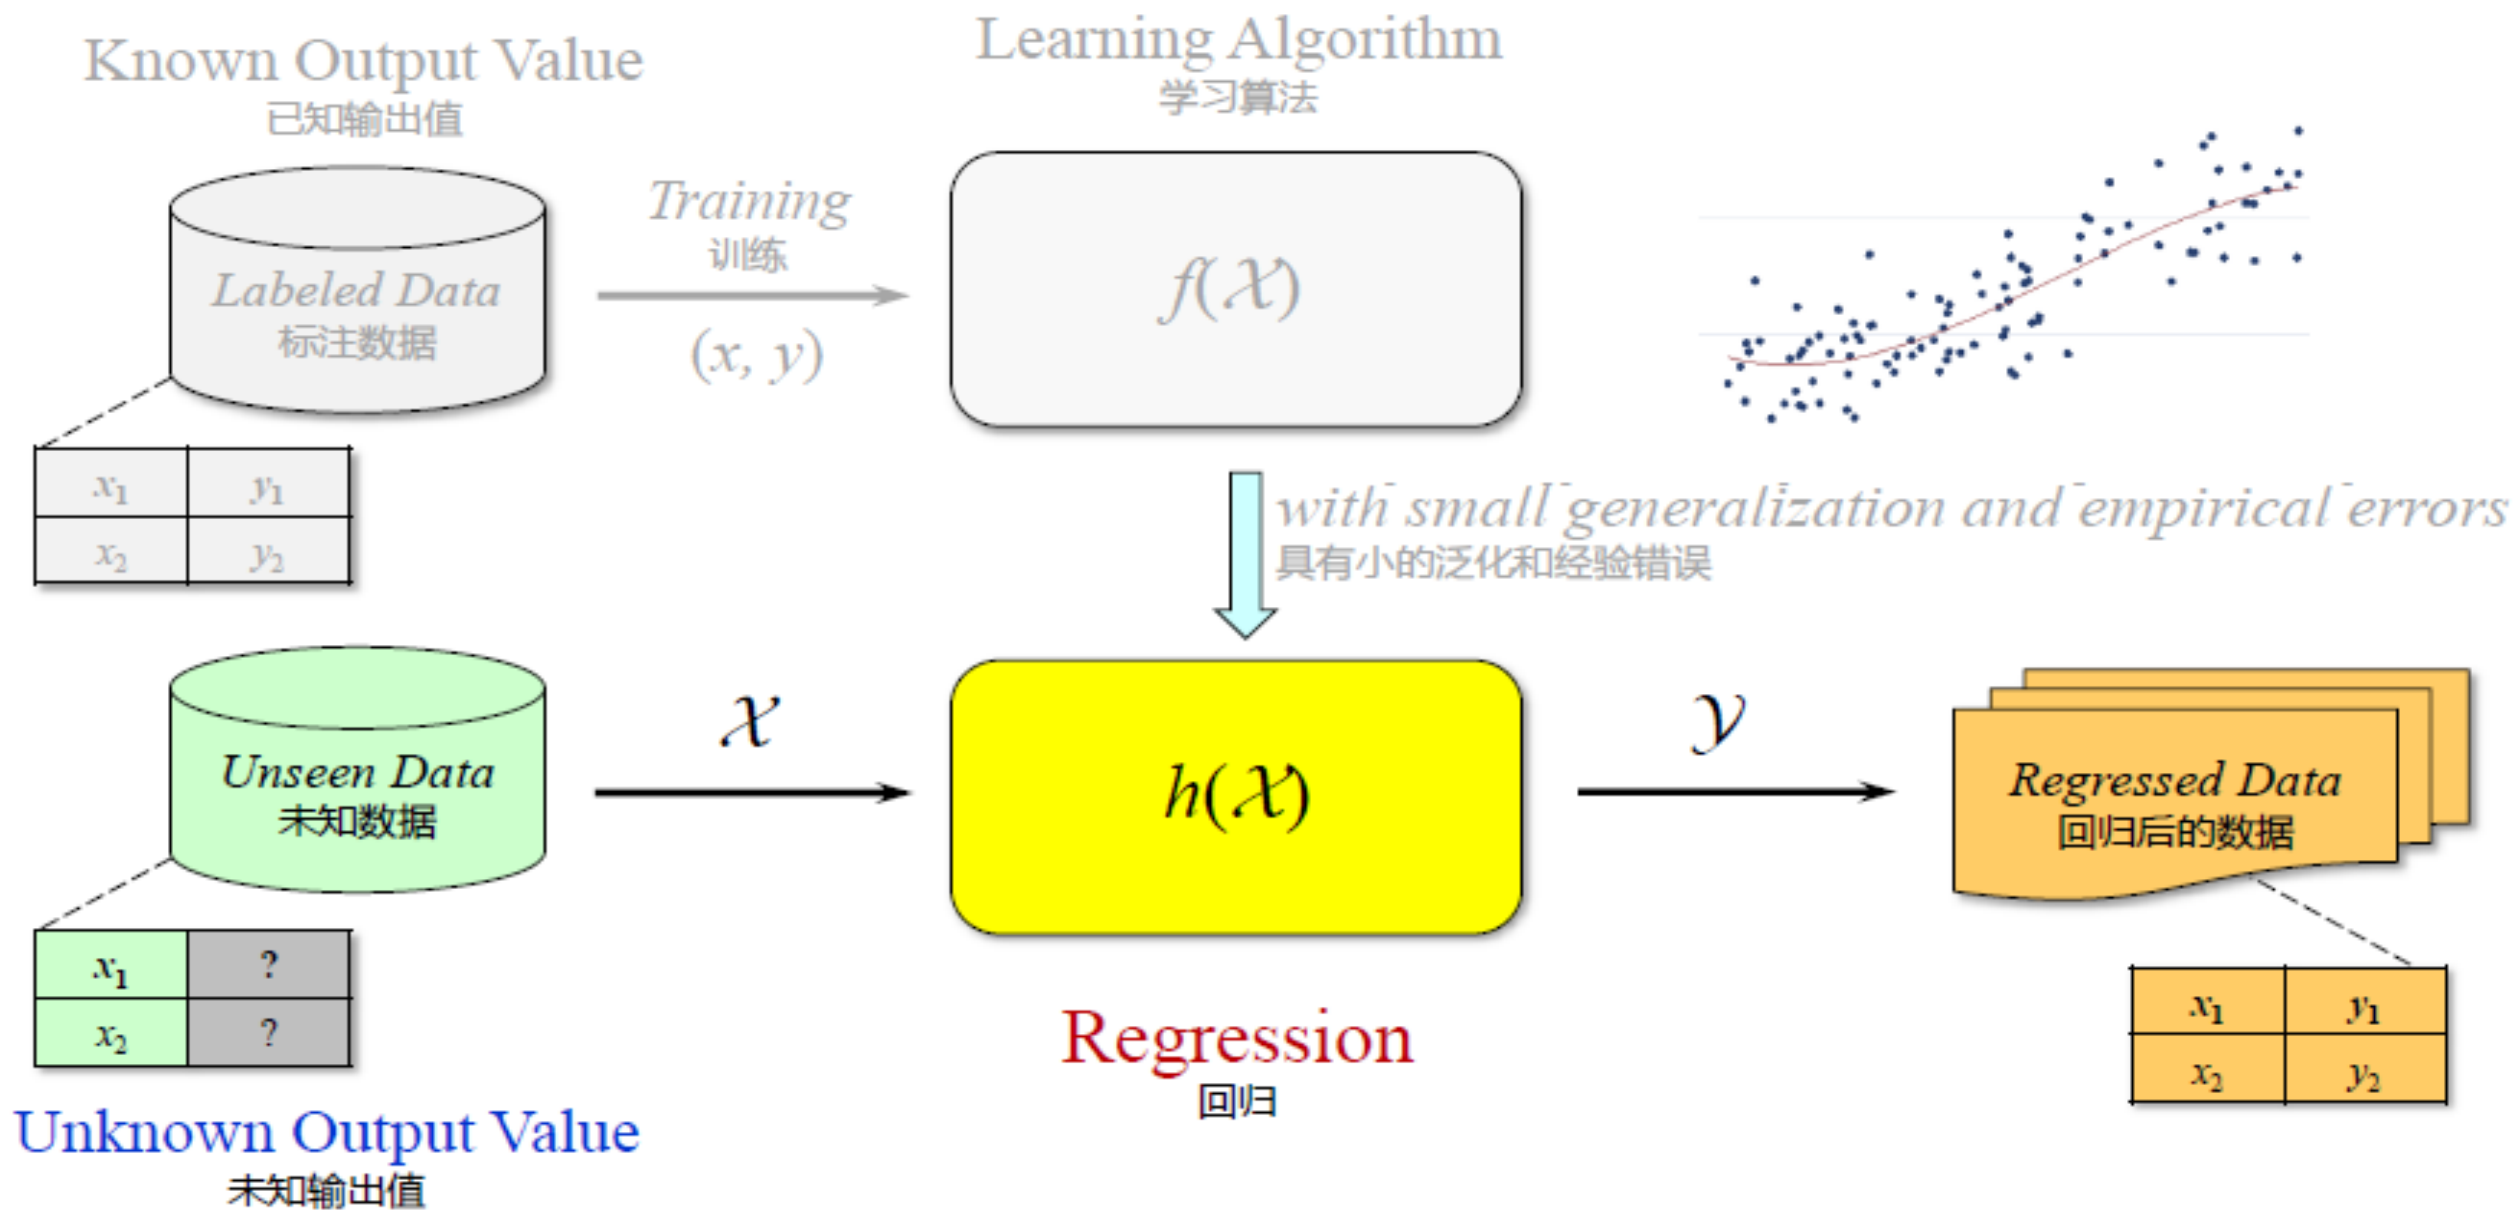 Known Output Value
已知输出值
Learning Algorithm
学习算法
Training
训练
(x, y)
Labeled Data
标注数据
f(𝒳)
x₁ y₁
x₂ y₂
with small generalization and empirical errors
具有小的泛化和经验错误
Unseen Data
未知数据
𝒳
h(𝒳)
𝒴
Regressed Data
回归后的数据
x₁ ?
x₂ ?
Regression
回归
x₁ y₁
x₂ y₂
Unknown Output Value
未知输出值